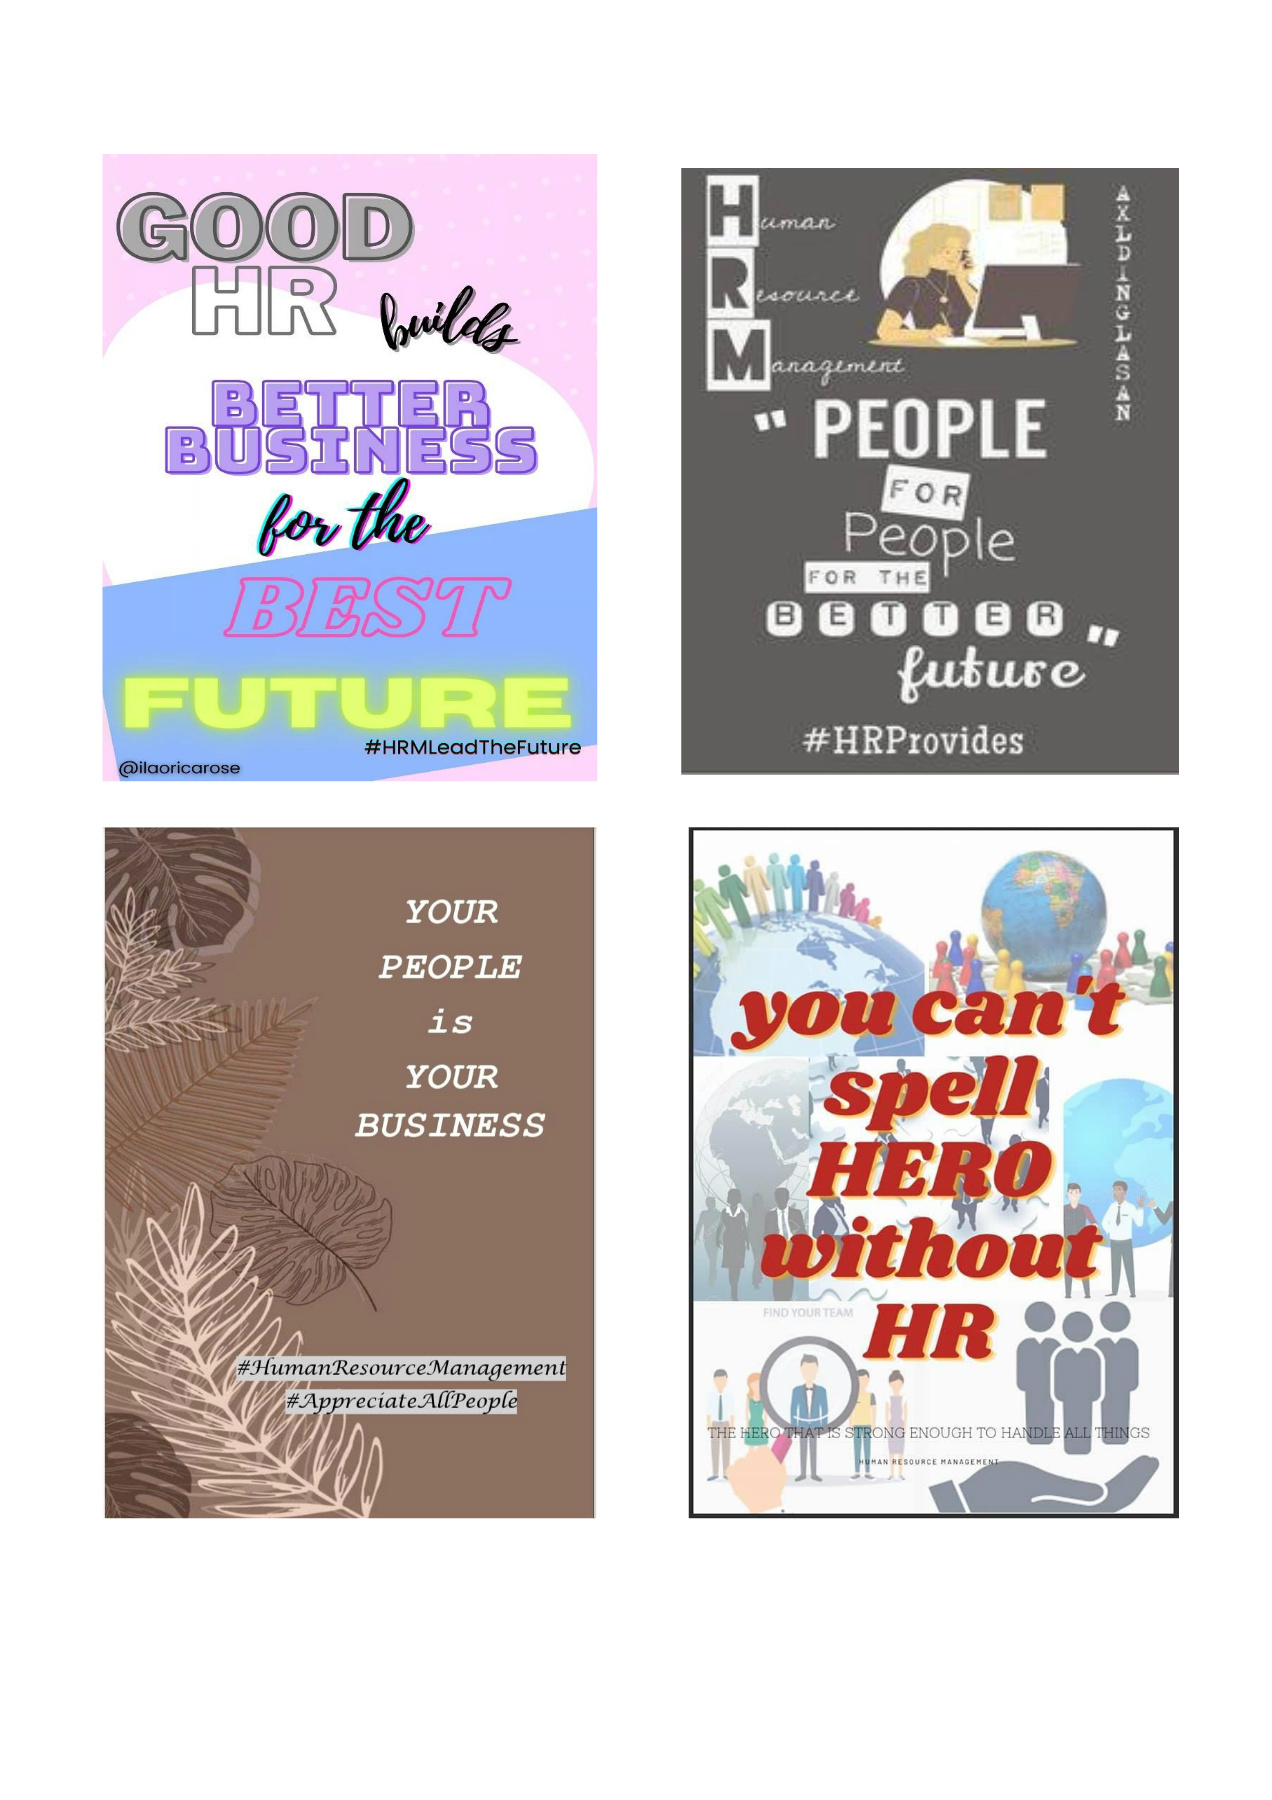 GOOD
HR
builds
BETTER
BUSINESS
for the
BEST
FUTURE
#HRMLeadTheFuture
@ilaoricarose
Human
Resource
Management
AXLDINGLASAN
" PEOPLE
FOR
People
FOR THE
BETTER "
future
#HRProvides
YOUR
PEOPLE
is
YOUR
BUSINESS
#HumanResourceManagement
#AppreciateAllPeople
you can't
spell
HERO
without
FIND YOUR TEAM
HR
THE HERO THAT IS STRONG ENOUGH TO HANDLE ALL THINGS
HUMAN RESOURCE MANAGEMENT